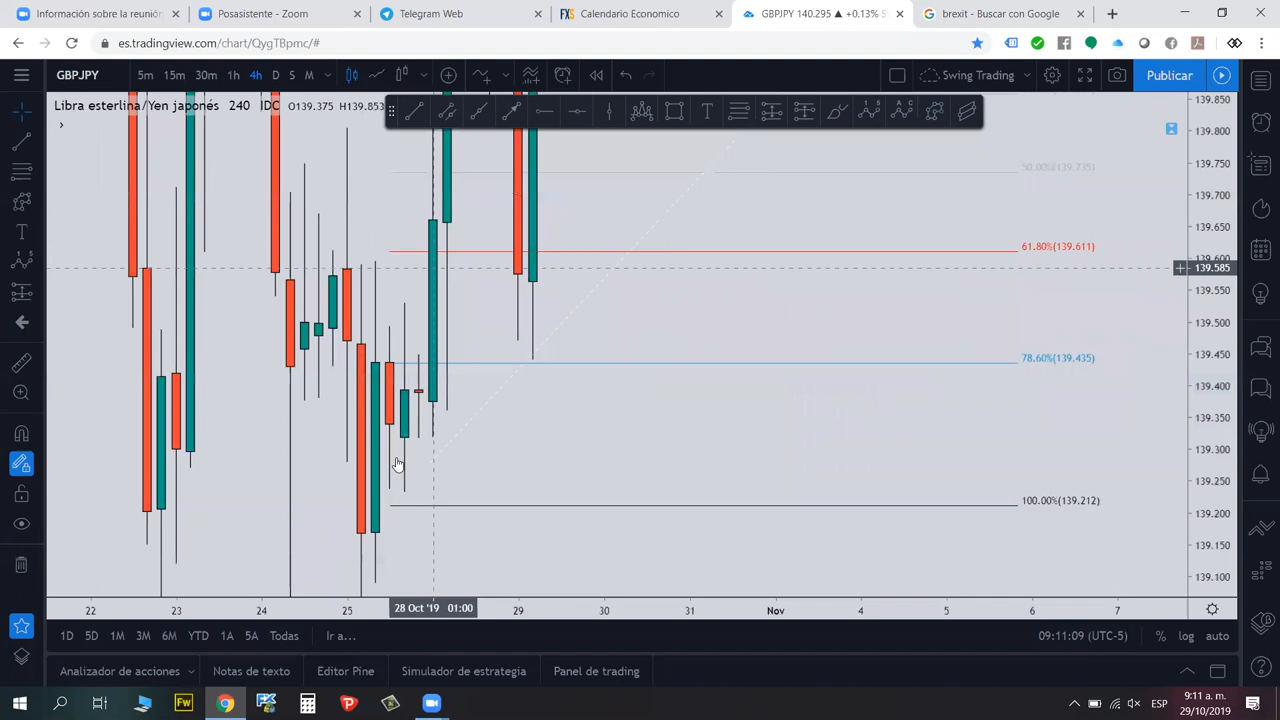 Información sobre la reunión
Posasistente - Zoom
Telegram Web
Calendario Economico
GBPJPY 140.295 ▲ +0.13% S
brexit - Buscar con Google
es.tradingview.com/chart/QygTBpmc/#
GBPJPY 5m 15m 30m 1h 4h D S M Swing Trading Publicar
Libra esterlina/Yen japonés 240 IDC O139.375 H139.853
139.850
139.800
139.750
50.00%(139.735)
139.700
139.650
61.80%(139.611)
139.600
139.585
139.550
139.500
139.450
78.60%(139.435)
139.400
139.350
139.300
139.250
100.00%(139.212)
139.200
139.150
139.100
22 23 24 25 28 Oct '19 01:00 29 30 31 Nov 4 5 6 7
1D 5D 1M 3M 6M YTD 1A 5A Todas Ir a... 09:11:09 (UTC-5) % log auto
Analizador de acciones Notas de texto Editor Pine Simulador de estrategia Panel de trading
ESP 9:11 a. m.
29/10/2019